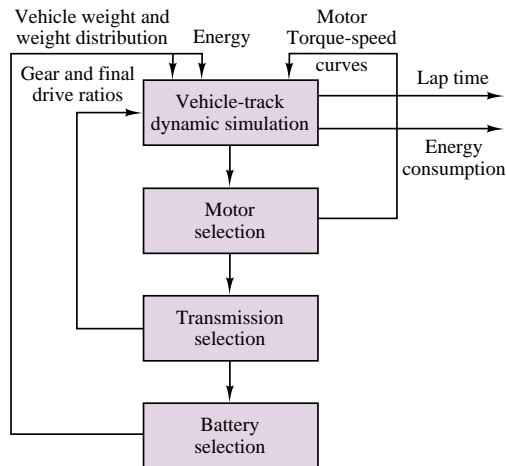 Vehicle weight and
weight distribution
Energy
Motor
Torque-speed
curves
Gear and final
drive ratios
Vehicle-track
dynamic simulation
Lap time
Energy
consumption
Motor
selection
Transmission
selection
Battery
selection